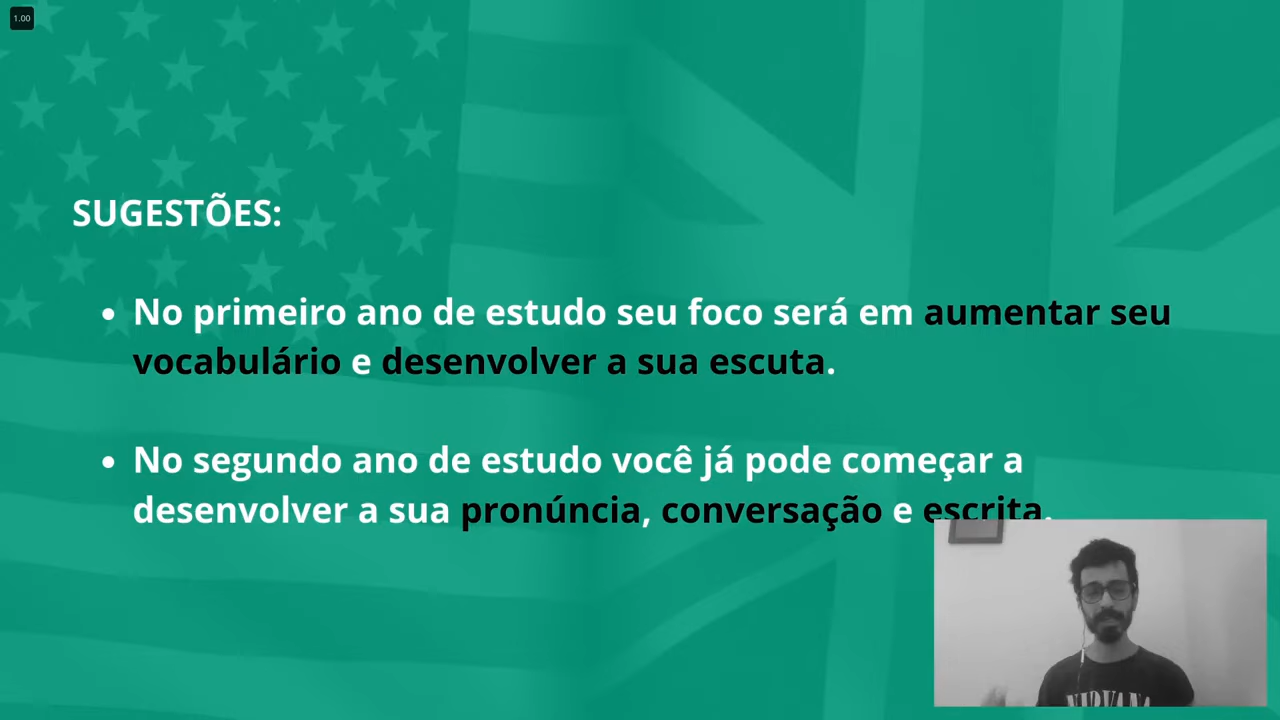 1.00
SUGESTÕES:
• No primeiro ano de estudo seu foco será em aumentar seu
vocabulário e desenvolver a sua escuta.
• No segundo ano de estudo você já pode começar a
desenvolver a sua pronúncia, conversação e escrita.
NIRVANA